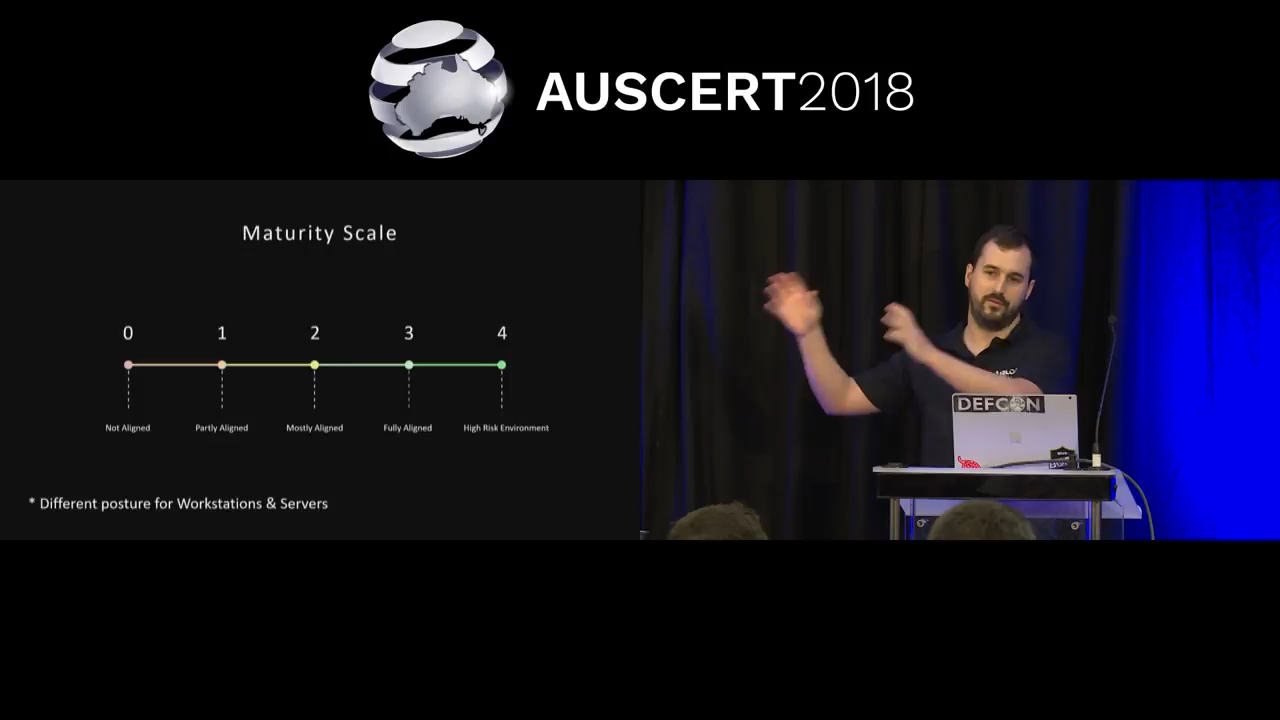 AUSCERT2018
Maturity Scale
0 1 2 3 4
Not Aligned Partly Aligned Mostly Aligned Fully Aligned High Risk Environment
* Different posture for Workstations & Servers
DEFCON